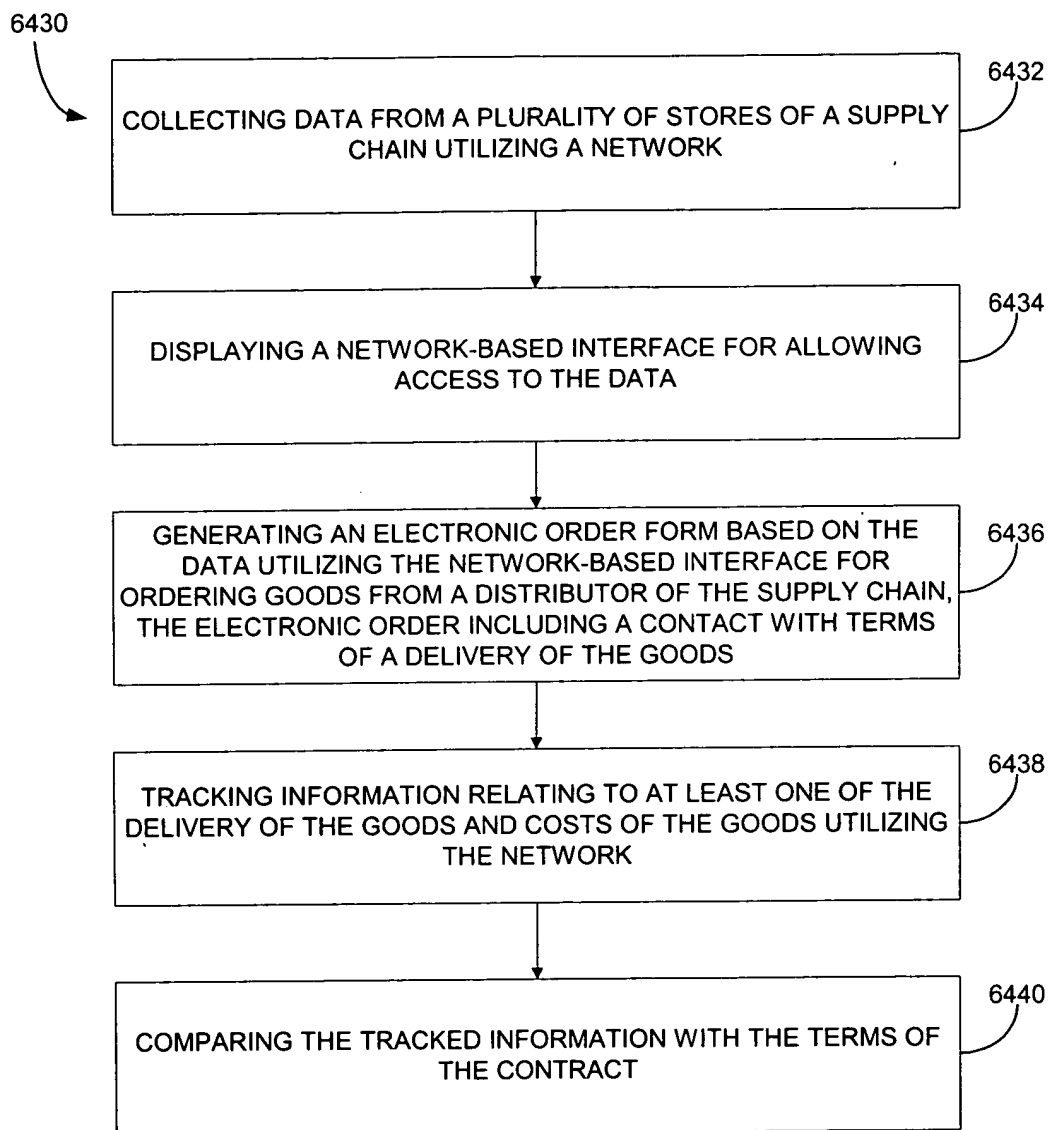 6430
6432
COLLECTING DATA FROM A PLURALITY OF STORES OF A SUPPLY
CHAIN UTILIZING A NETWORK
6434
DISPLAYING A NETWORK-BASED INTERFACE FOR ALLOWING
ACCESS TO THE DATA
6436
GENERATING AN ELECTRONIC ORDER FORM BASED ON THE
DATA UTILIZING THE NETWORK-BASED INTERFACE FOR
ORDERING GOODS FROM A DISTRIBUTOR OF THE SUPPLY CHAIN,
THE ELECTRONIC ORDER INCLUDING A CONTACT WITH TERMS
OF A DELIVERY OF THE GOODS
6438
TRACKING INFORMATION RELATING TO AT LEAST ONE OF THE
DELIVERY OF THE GOODS AND COSTS OF THE GOODS UTILIZING
THE NETWORK
6440
COMPARING THE TRACKED INFORMATION WITH THE TERMS OF
THE CONTRACT